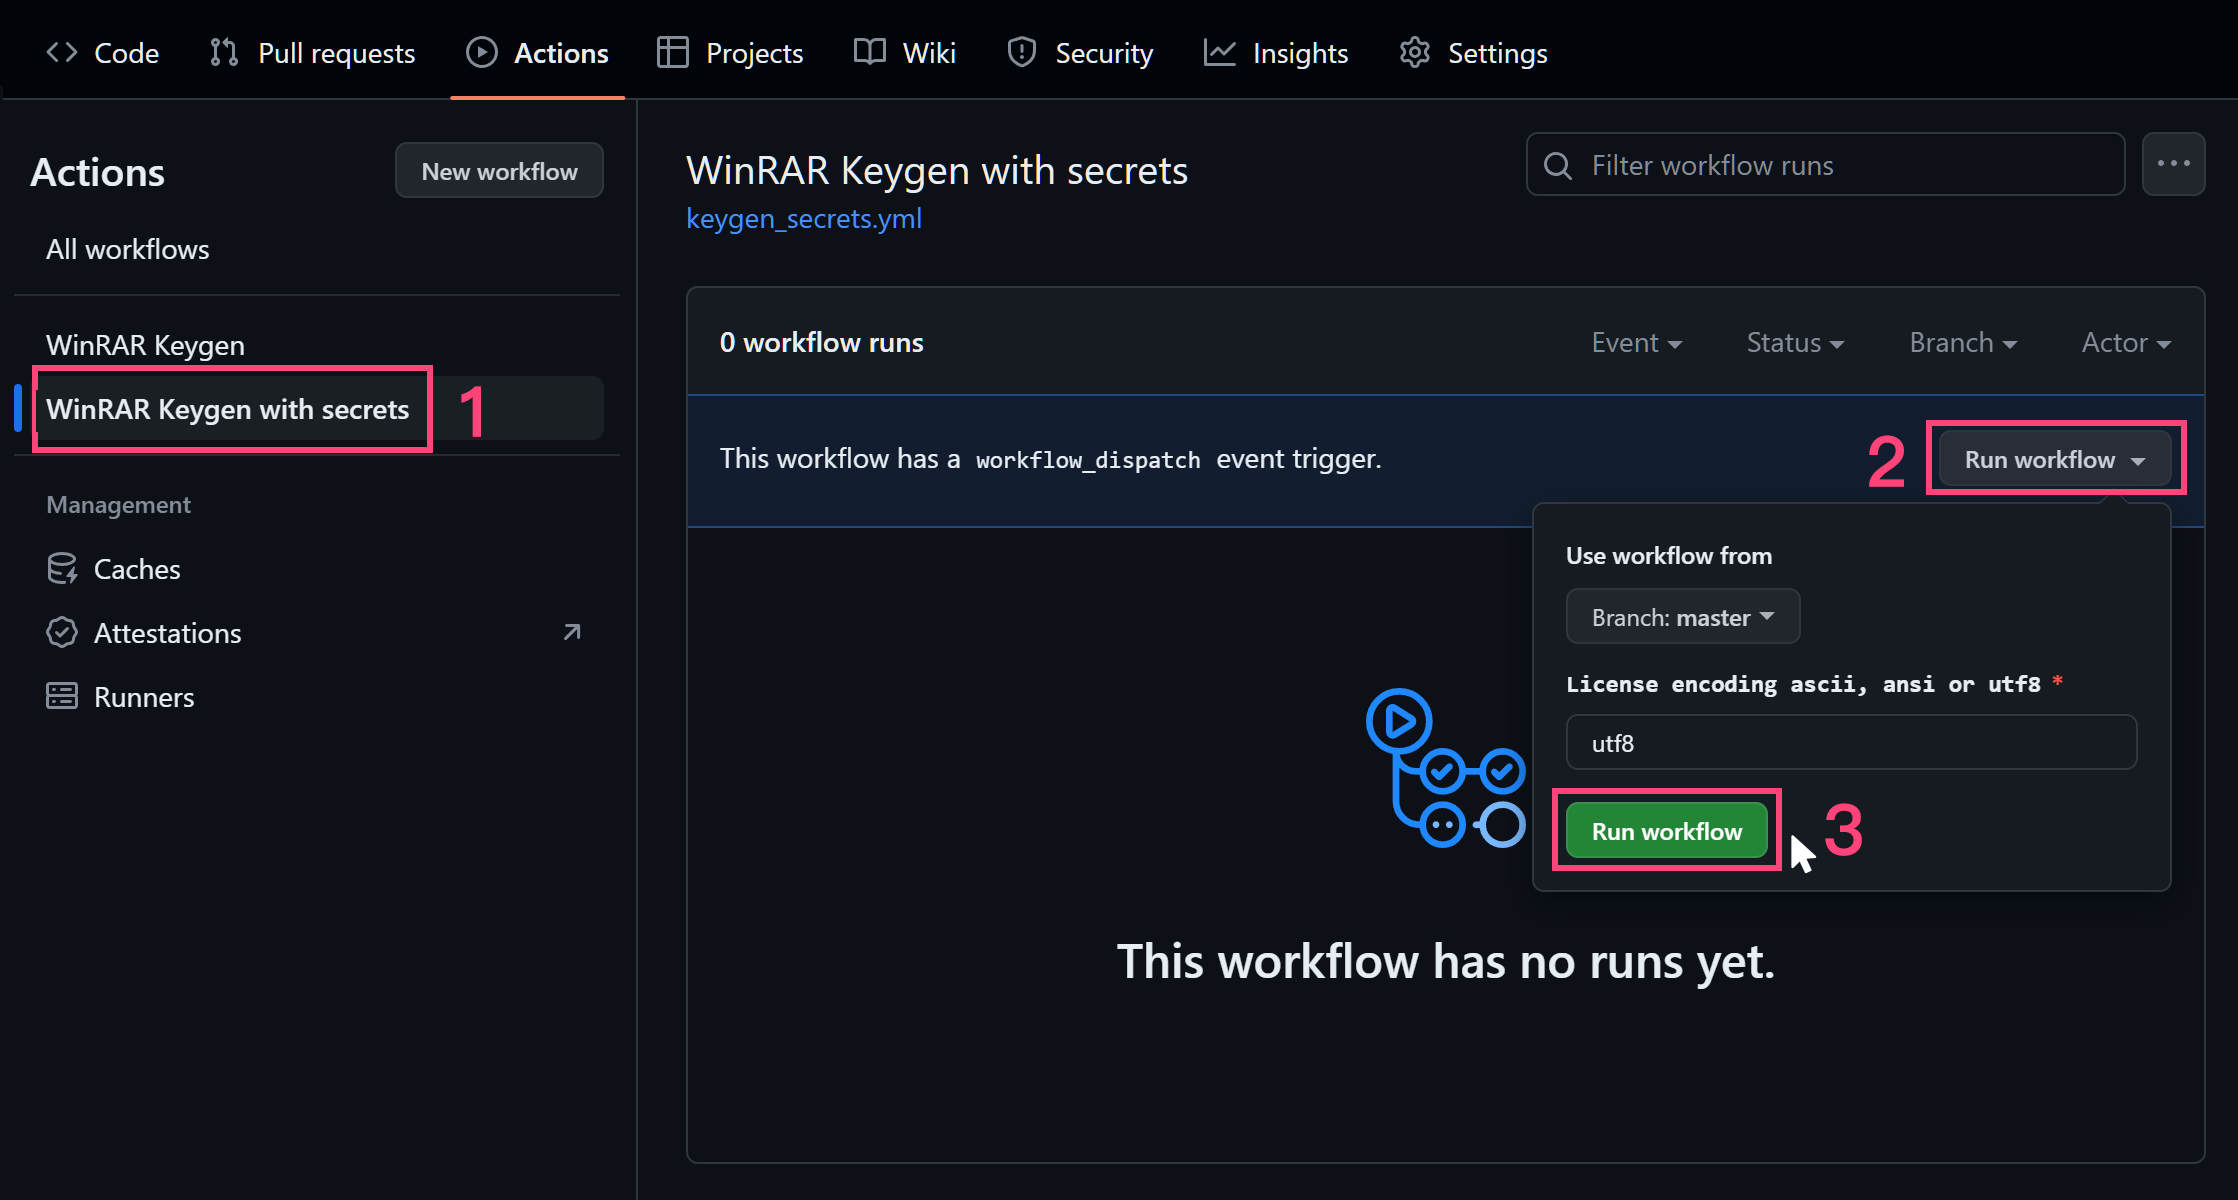 Code Pull requests Actions Projects Wiki Security Insights Settings
Actions
New workflow
All workflows
WinRAR Keygen
WinRAR Keygen with secrets
1
Management
Caches
Attestations
Runners
WinRAR Keygen with secrets
keygen_secrets.yml
Filter workflow runs
0 workflow runs
Event Status Branch Actor
This workflow has a workflow_dispatch event trigger.
2
Run workflow
Use workflow from
Branch: master
License encoding ascii, ansi or utf8 *
utf8
Run workflow
3
This workflow has no runs yet.